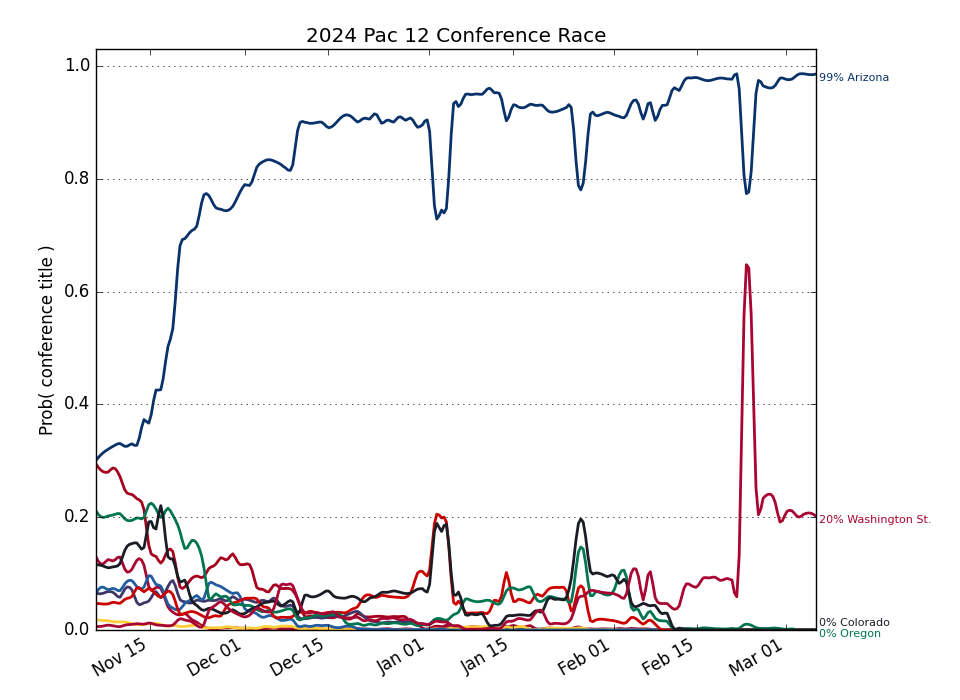 2024 Pac 12 Conference Race
Prob( conference title )
1.0
0.8
0.6
0.4
0.2
0.0
99% Arizona
20% Washington St.
0% Colorado
0% Oregon
Nov 15
Dec 01
Dec 15
Jan 01
Jan 15
Feb 01
Feb 15
Mar 01